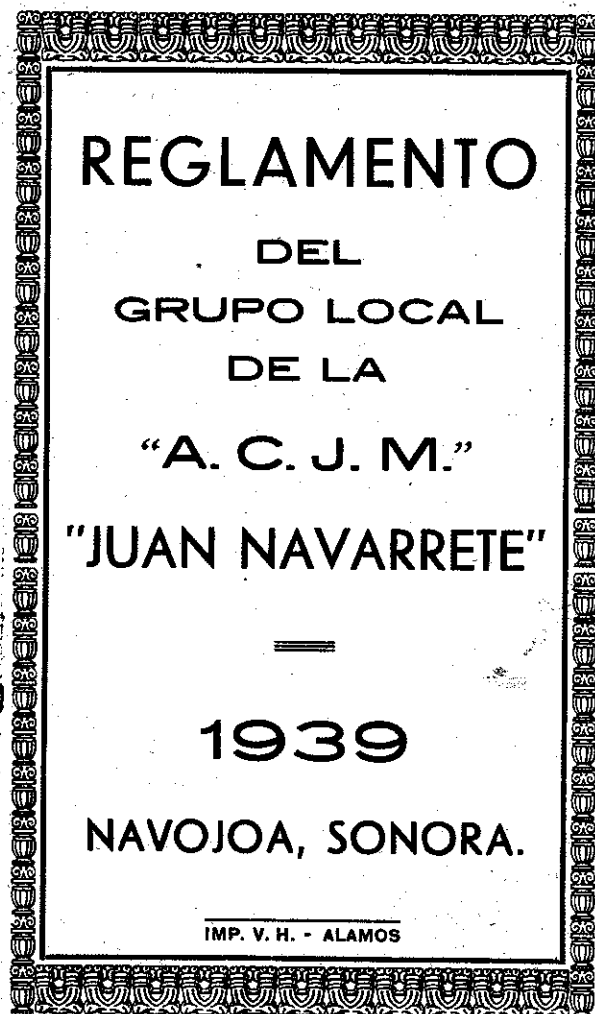 REGLAMENTO
DEL
GRUPO LOCAL
DE LA
“A. C. J. M.”
"JUAN NAVARRETE"
1939
NAVOJOA, SONORA.
IMP. V. H. - ALAMOS